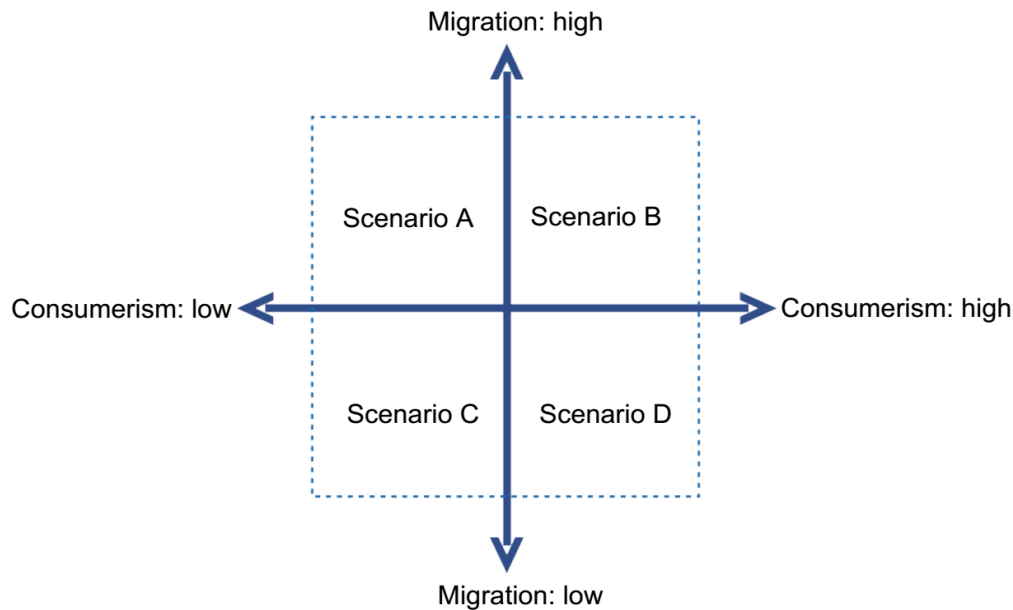 Migration: high
Scenario A
Scenario B
Consumerism: low
Consumerism: high
Scenario C
Scenario D
Migration: low